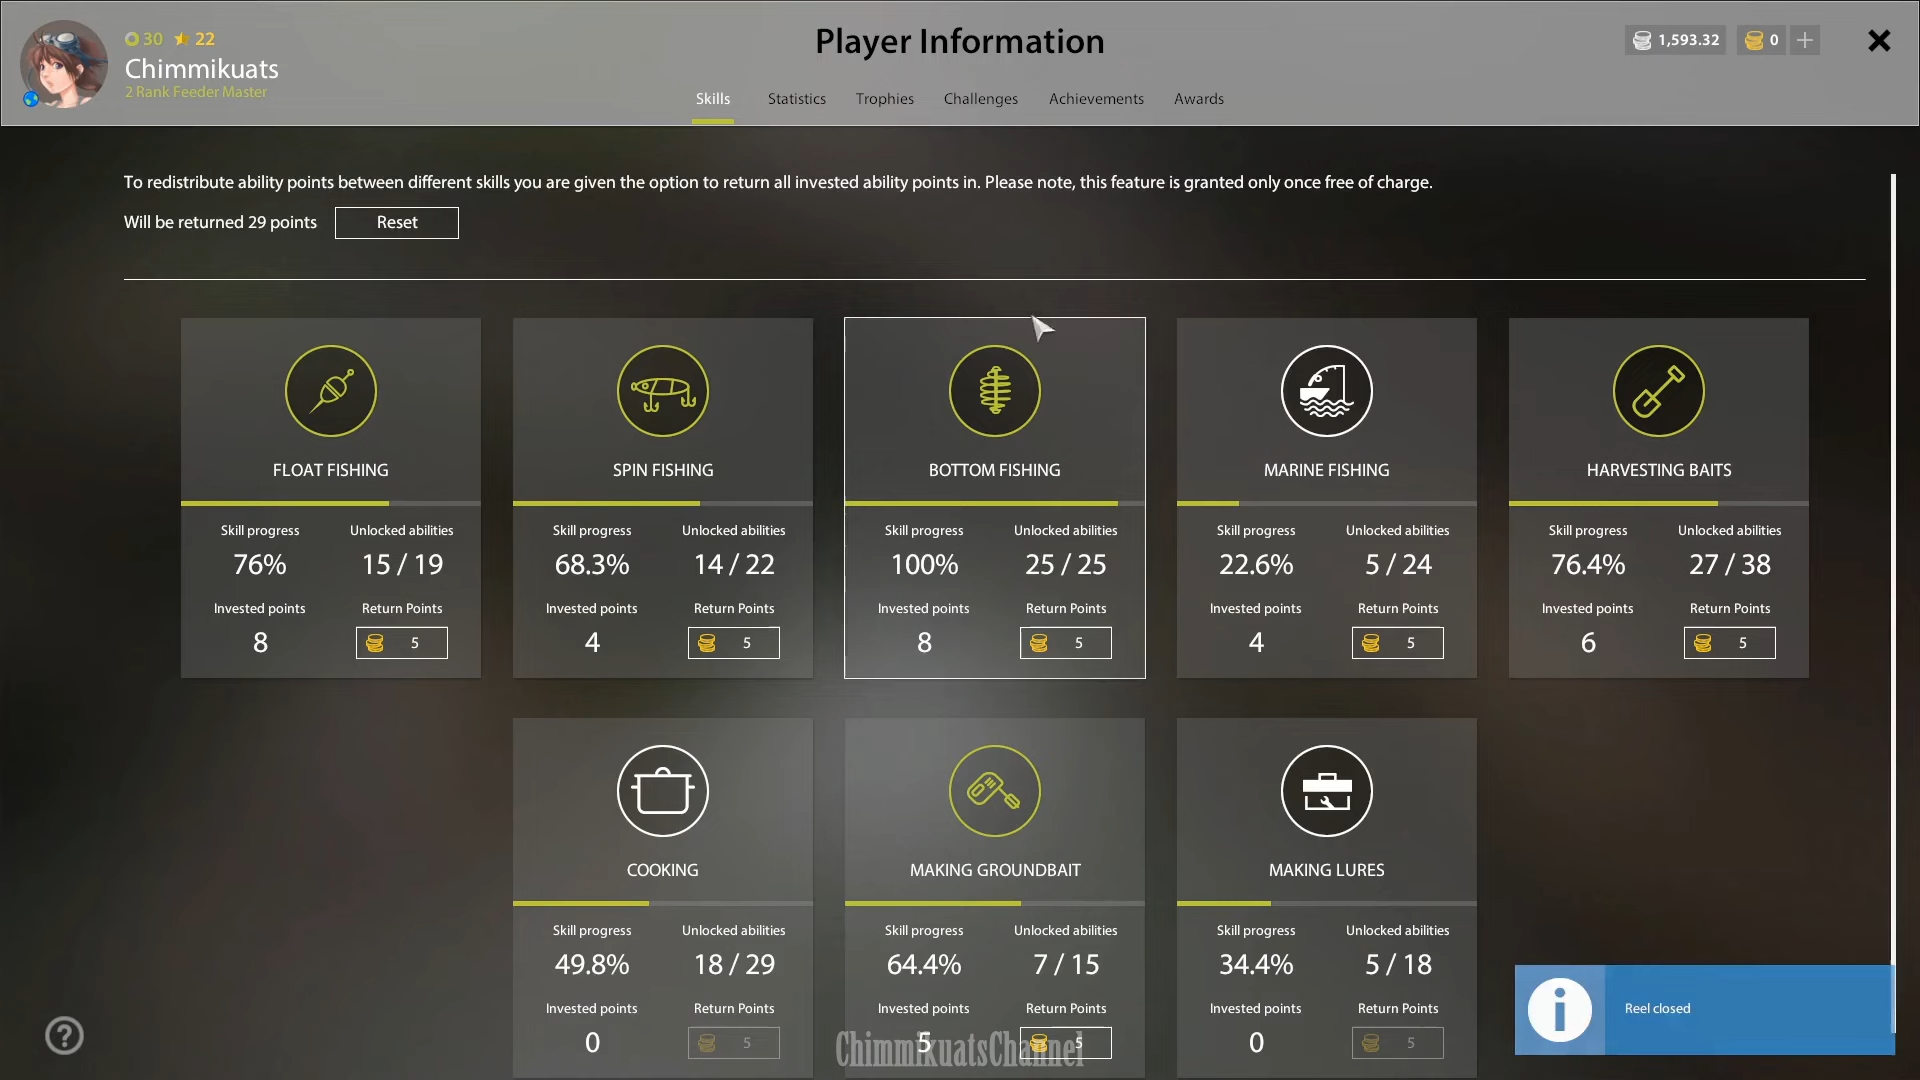 30 22
Chimmikuats
2 Rank Feeder Master
Player Information
1,593.32 0
Skills Statistics Trophies Challenges Achievements Awards
To redistribute ability points between different skills you are given the option to return all invested ability points in. Please note, this feature is granted only once free of charge.
Will be returned 29 points Reset
FLOAT FISHING
Skill progress Unlocked abilities
76% 15 / 19
Invested points Return Points
8 5
SPIN FISHING
Skill progress Unlocked abilities
68.3% 14 / 22
Invested points Return Points
4 5
BOTTOM FISHING
Skill progress Unlocked abilities
100% 25 / 25
Invested points Return Points
8 5
MARINE FISHING
Skill progress Unlocked abilities
22.6% 5 / 24
Invested points Return Points
4 5
HARVESTING BAITS
Skill progress Unlocked abilities
76.4% 27 / 38
Invested points Return Points
6 5
COOKING
Skill progress Unlocked abilities
49.8% 18 / 29
Invested points Return Points
0 5
MAKING GROUNDBAIT
Skill progress Unlocked abilities
64.4% 7 / 15
Invested points Return Points
5 5
MAKING LURES
Skill progress Unlocked abilities
34.4% 5 / 18
Invested points Return Points
0 5
ChimmikuatsChannel
Reel closed